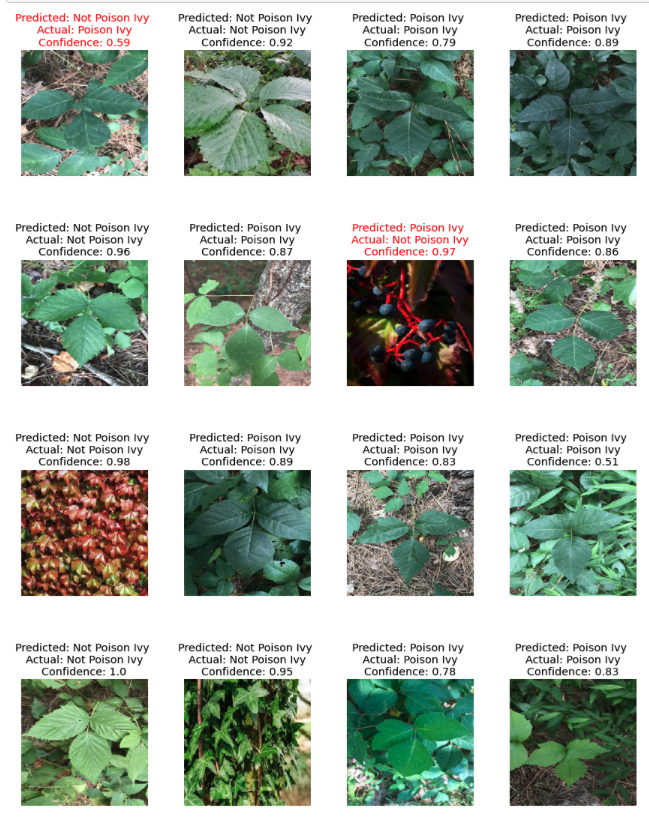 Predicted: Not Poison Ivy
Actual: Poison Ivy
Confidence: 0.59
Predicted: Not Poison Ivy
Actual: Not Poison Ivy
Confidence: 0.92
Predicted: Poison Ivy
Actual: Poison Ivy
Confidence: 0.79
Predicted: Poison Ivy
Actual: Poison Ivy
Confidence: 0.89
Predicted: Not Poison Ivy
Actual: Not Poison Ivy
Confidence: 0.96
Predicted: Poison Ivy
Actual: Poison Ivy
Confidence: 0.87
Predicted: Poison Ivy
Actual: Not Poison Ivy
Confidence: 0.97
Predicted: Poison Ivy
Actual: Poison Ivy
Confidence: 0.86
Predicted: Not Poison Ivy
Actual: Not Poison Ivy
Confidence: 0.98
Predicted: Poison Ivy
Actual: Poison Ivy
Confidence: 0.89
Predicted: Poison Ivy
Actual: Poison Ivy
Confidence: 0.83
Predicted: Poison Ivy
Actual: Poison Ivy
Confidence: 0.51
Predicted: Not Poison Ivy
Actual: Not Poison Ivy
Confidence: 1.0
Predicted: Not Poison Ivy
Actual: Not Poison Ivy
Confidence: 0.95
Predicted: Poison Ivy
Actual: Poison Ivy
Confidence: 0.78
Predicted: Poison Ivy
Actual: Poison Ivy
Confidence: 0.83